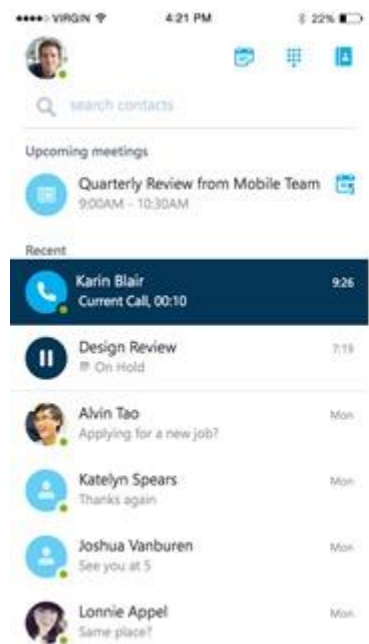 VIRGIN 4:21 PM 22%
search contacts
Upcoming meetings
Quarterly Review from Mobile Team
9:00AM - 10:30AM
Recent
Karin Blair 9:26
Current Call, 00:10
Design Review 7:19
On Hold
Alvin Tao Mon
Applying for a new job?
Katelyn Spears Mon
Thanks again
Joshua Vanburen Mon
See you at 5
Lonnie Appel Mon
Same place?